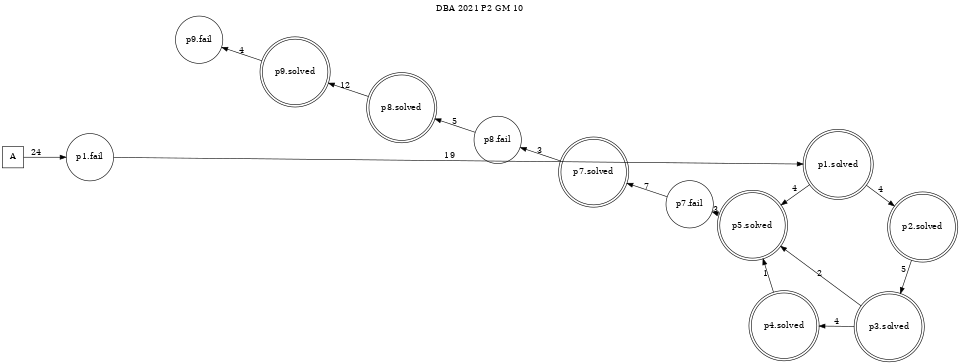 DBA 2021 P2 GM 10
p9.fail
4
p9.solved
12
p8.solved
5
p8.fail
A
24
p1.fail
19
3
p7.solved
7
p7.fail
3
p5.solved
4
p1.solved
4
p2.solved
5
2
1
p4.solved
4
p3.solved